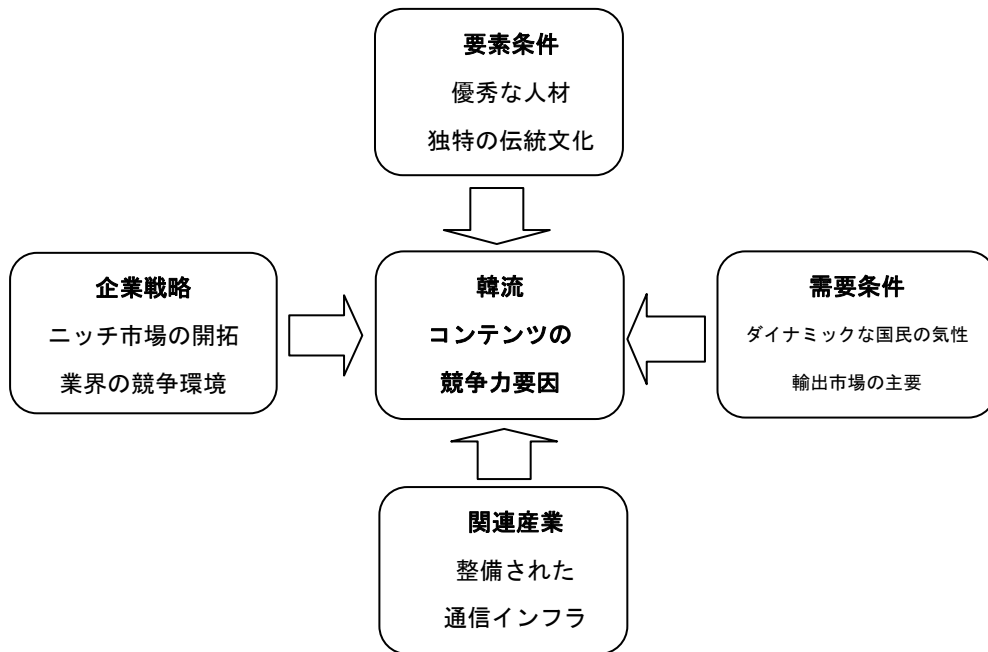 要素条件
優秀な人材
独特の伝統文化
企業戦略
ニッチ市場の開拓
業界の競争環境
韓流
コンテンツの
競争力要因
需要条件
ダイナミックな国民の気性
輸出市場の主要
関連産業
整備された
通信インフラ